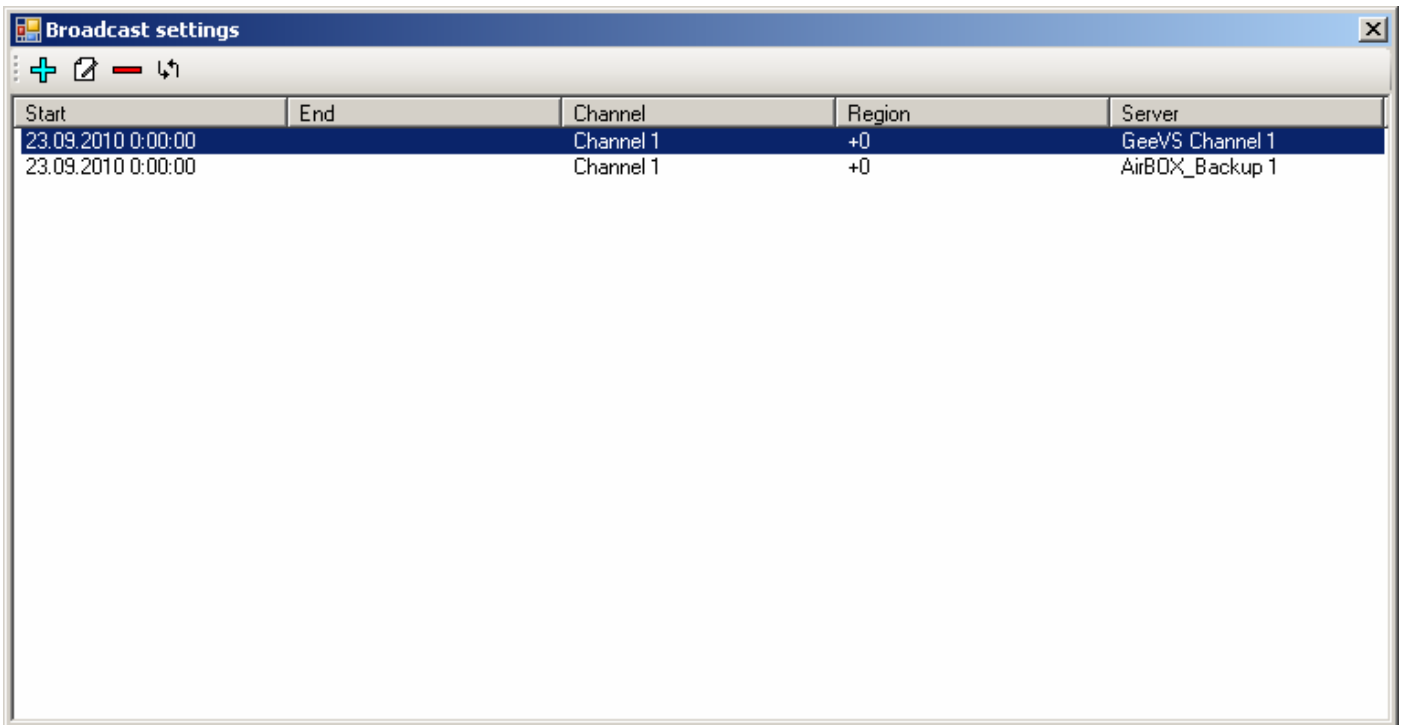 Broadcast settings
Start End Channel Region Server
23.09.2010 0:00:00 Channel 1 +0 GeeVS Channel 1
23.09.2010 0:00:00 Channel 1 +0 AirBOX_Backup 1